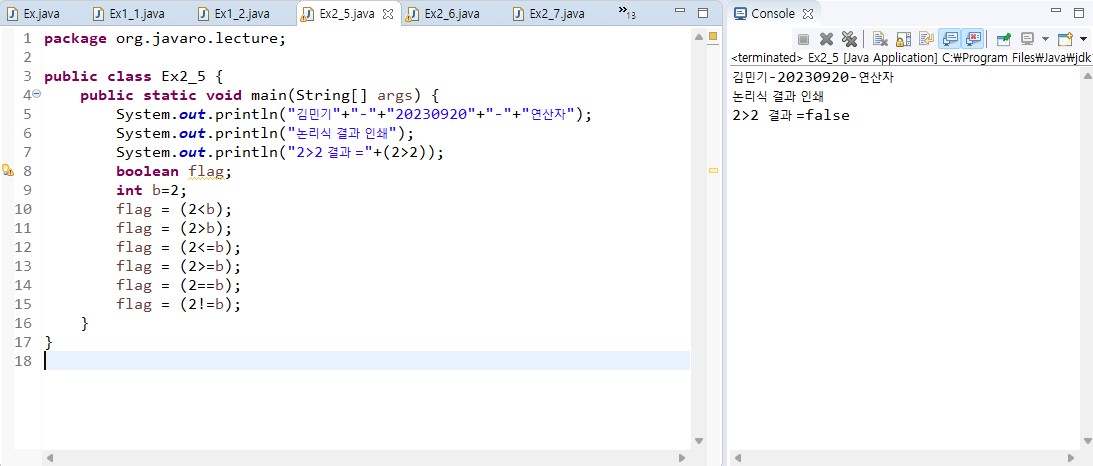 Ex.java Ex1_1.java Ex1_2.java Ex2_5.java Ex2_6.java Ex2_7.java »13
1 package org.javaro.lecture;
2
3 public class Ex2_5 {
4 public static void main(String[] args) {
5 System.out.println("김민기"+"-"+"20230920"+"-"+"연산자");
6 System.out.println("논리식 결과 인쇄");
7 System.out.println("2>2 결과 ="+(2>2));
8 boolean flag;
9 int b=2;
10 flag = (2<b);
11 flag = (2>b);
12 flag = (2<=b);
13 flag = (2>=b);
14 flag = (2==b);
15 flag = (2!=b);
16 }
17 }
18
Console
<terminated> Ex2_5 [Java Application] C:₩Program Files₩Java₩jdk
김민기-20230920-연산자
논리식 결과 인쇄
2>2 결과 =false